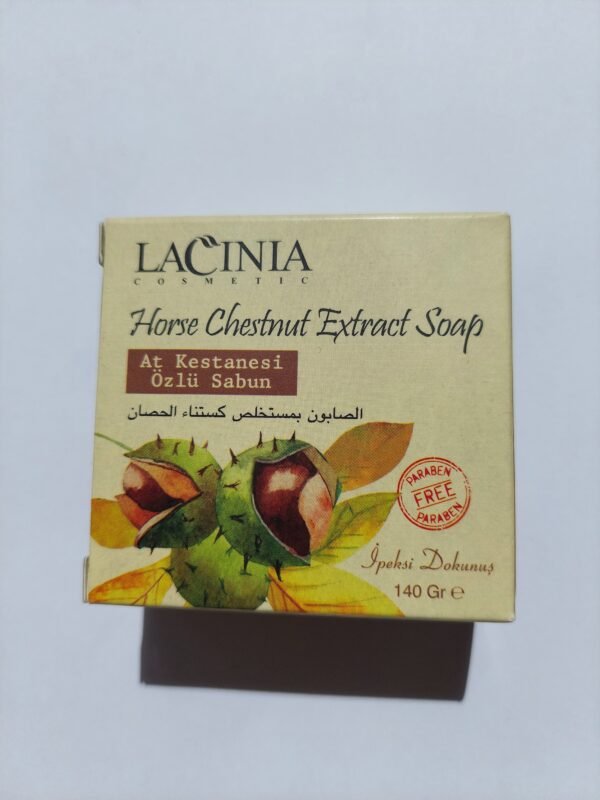 LACINIA
COSMETIC
Horse Chestnut Extract Soap
At Kestanesi
Özlü Sabun
الصابون بمستخلص كستناء الحصان
PARABEN
FREE
PARABEN
İpeksi Dokunuş
140 Gr ℮